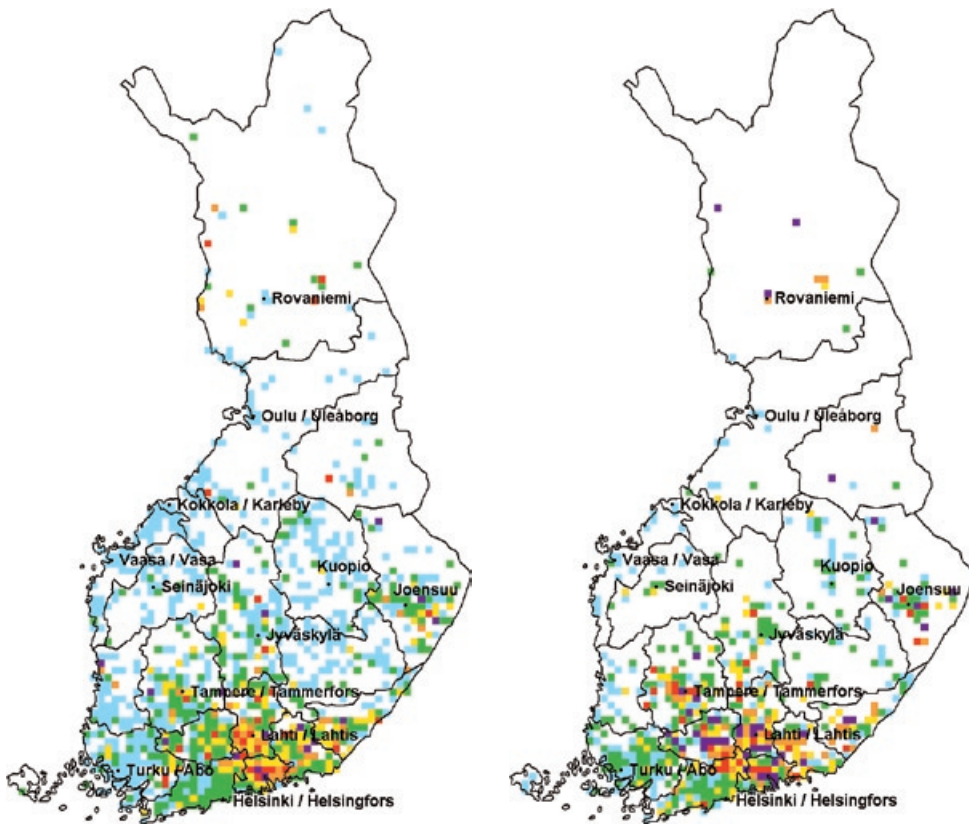 Rovaniemi
Oulu / Uleåborg
Kokkola / Karleby
Vaasa / Vasa
Kuopio
Seinäjoki
Joensuu
Jyväskylä
Tampere / Tammerfors
Lahti / Lahtis
Turku / Åbo
Helsinki / Helsingfors
Rovaniemi
Oulu / Uleåborg
Kokkola / Karleby
Vaasa / Vasa
Kuopio
Seinäjoki
Joensuu
Jyväskylä
Tampere / Tammerfors
Lahti / Lahtis
Turku / Åbo
Helsinki / Helsingfors